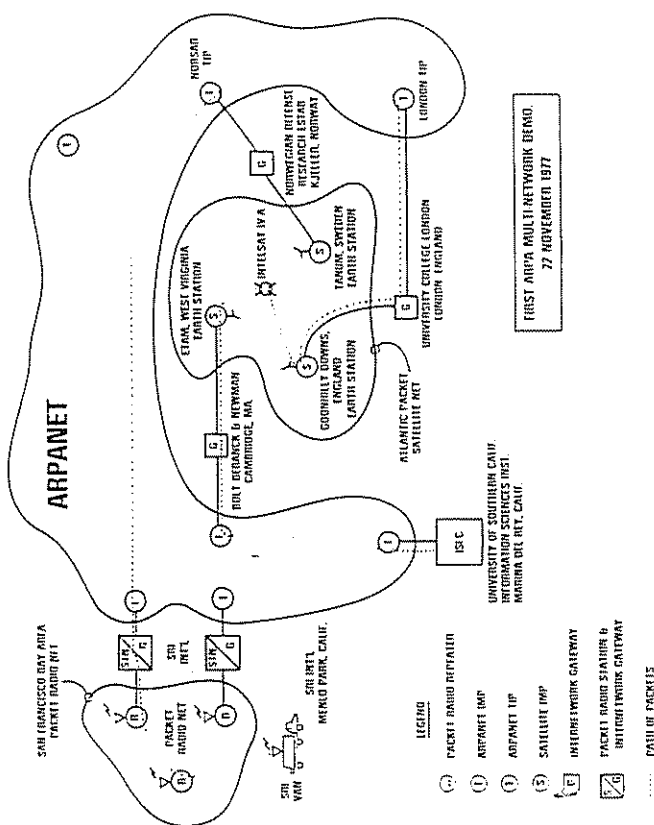 ARPANET
SAN FRANCISCO BAY AREA
PACKET RADIO NET
PACKET
RADIO NET
R
R
R
STN
G
STN
G
SRI
INT'L
SRI INT'L
MENLO PARK, CALIF.
SRI
VAN
I
I
I
G
BOLT BERANEK & NEWMAN
CAMBRIDGE, MA
ETAM, WEST VIRGINIA
EARTH STATION
S
INTELSAT IV A
NORSAR
TIP
NORWEGIAN DEFENSE
RESEARCH ESTAB
KJELLER, NORWAY
G
S
TANUM, SWEDEN
EARTH STATION
S
GOONHILLY DOWNS,
ENGLAND
EARTH STATION
ATLANTIC PACKET
SATELLITE NET
G
UNIVERSITY COLLEGE LONDON
LONDON, ENGLAND
LONDON TIP
I
ISEC
UNIVERSITY OF SOUTHERN CALIF.
INFORMATION SCIENCES INST.
MARINA DEL REY, CALIF.
FIRST ARPA MULTI-NETWORK DEMO.
22 NOVEMBER 1977
LEGEND
PACKET RADIO REPEATER
I ARPANET IMP
ARPANET TIP
S SATELLITE IMP
G INTERNETWORK GATEWAY
S/G PACKET RADIO STATION &
INTERNETWORK GATEWAY
PATH OF PACKETS